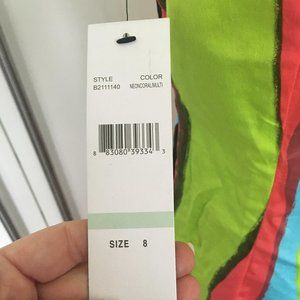 STYLE COLOR
B2111140 NEONCORALMULTI
8 83080 39334 3
SIZE 8